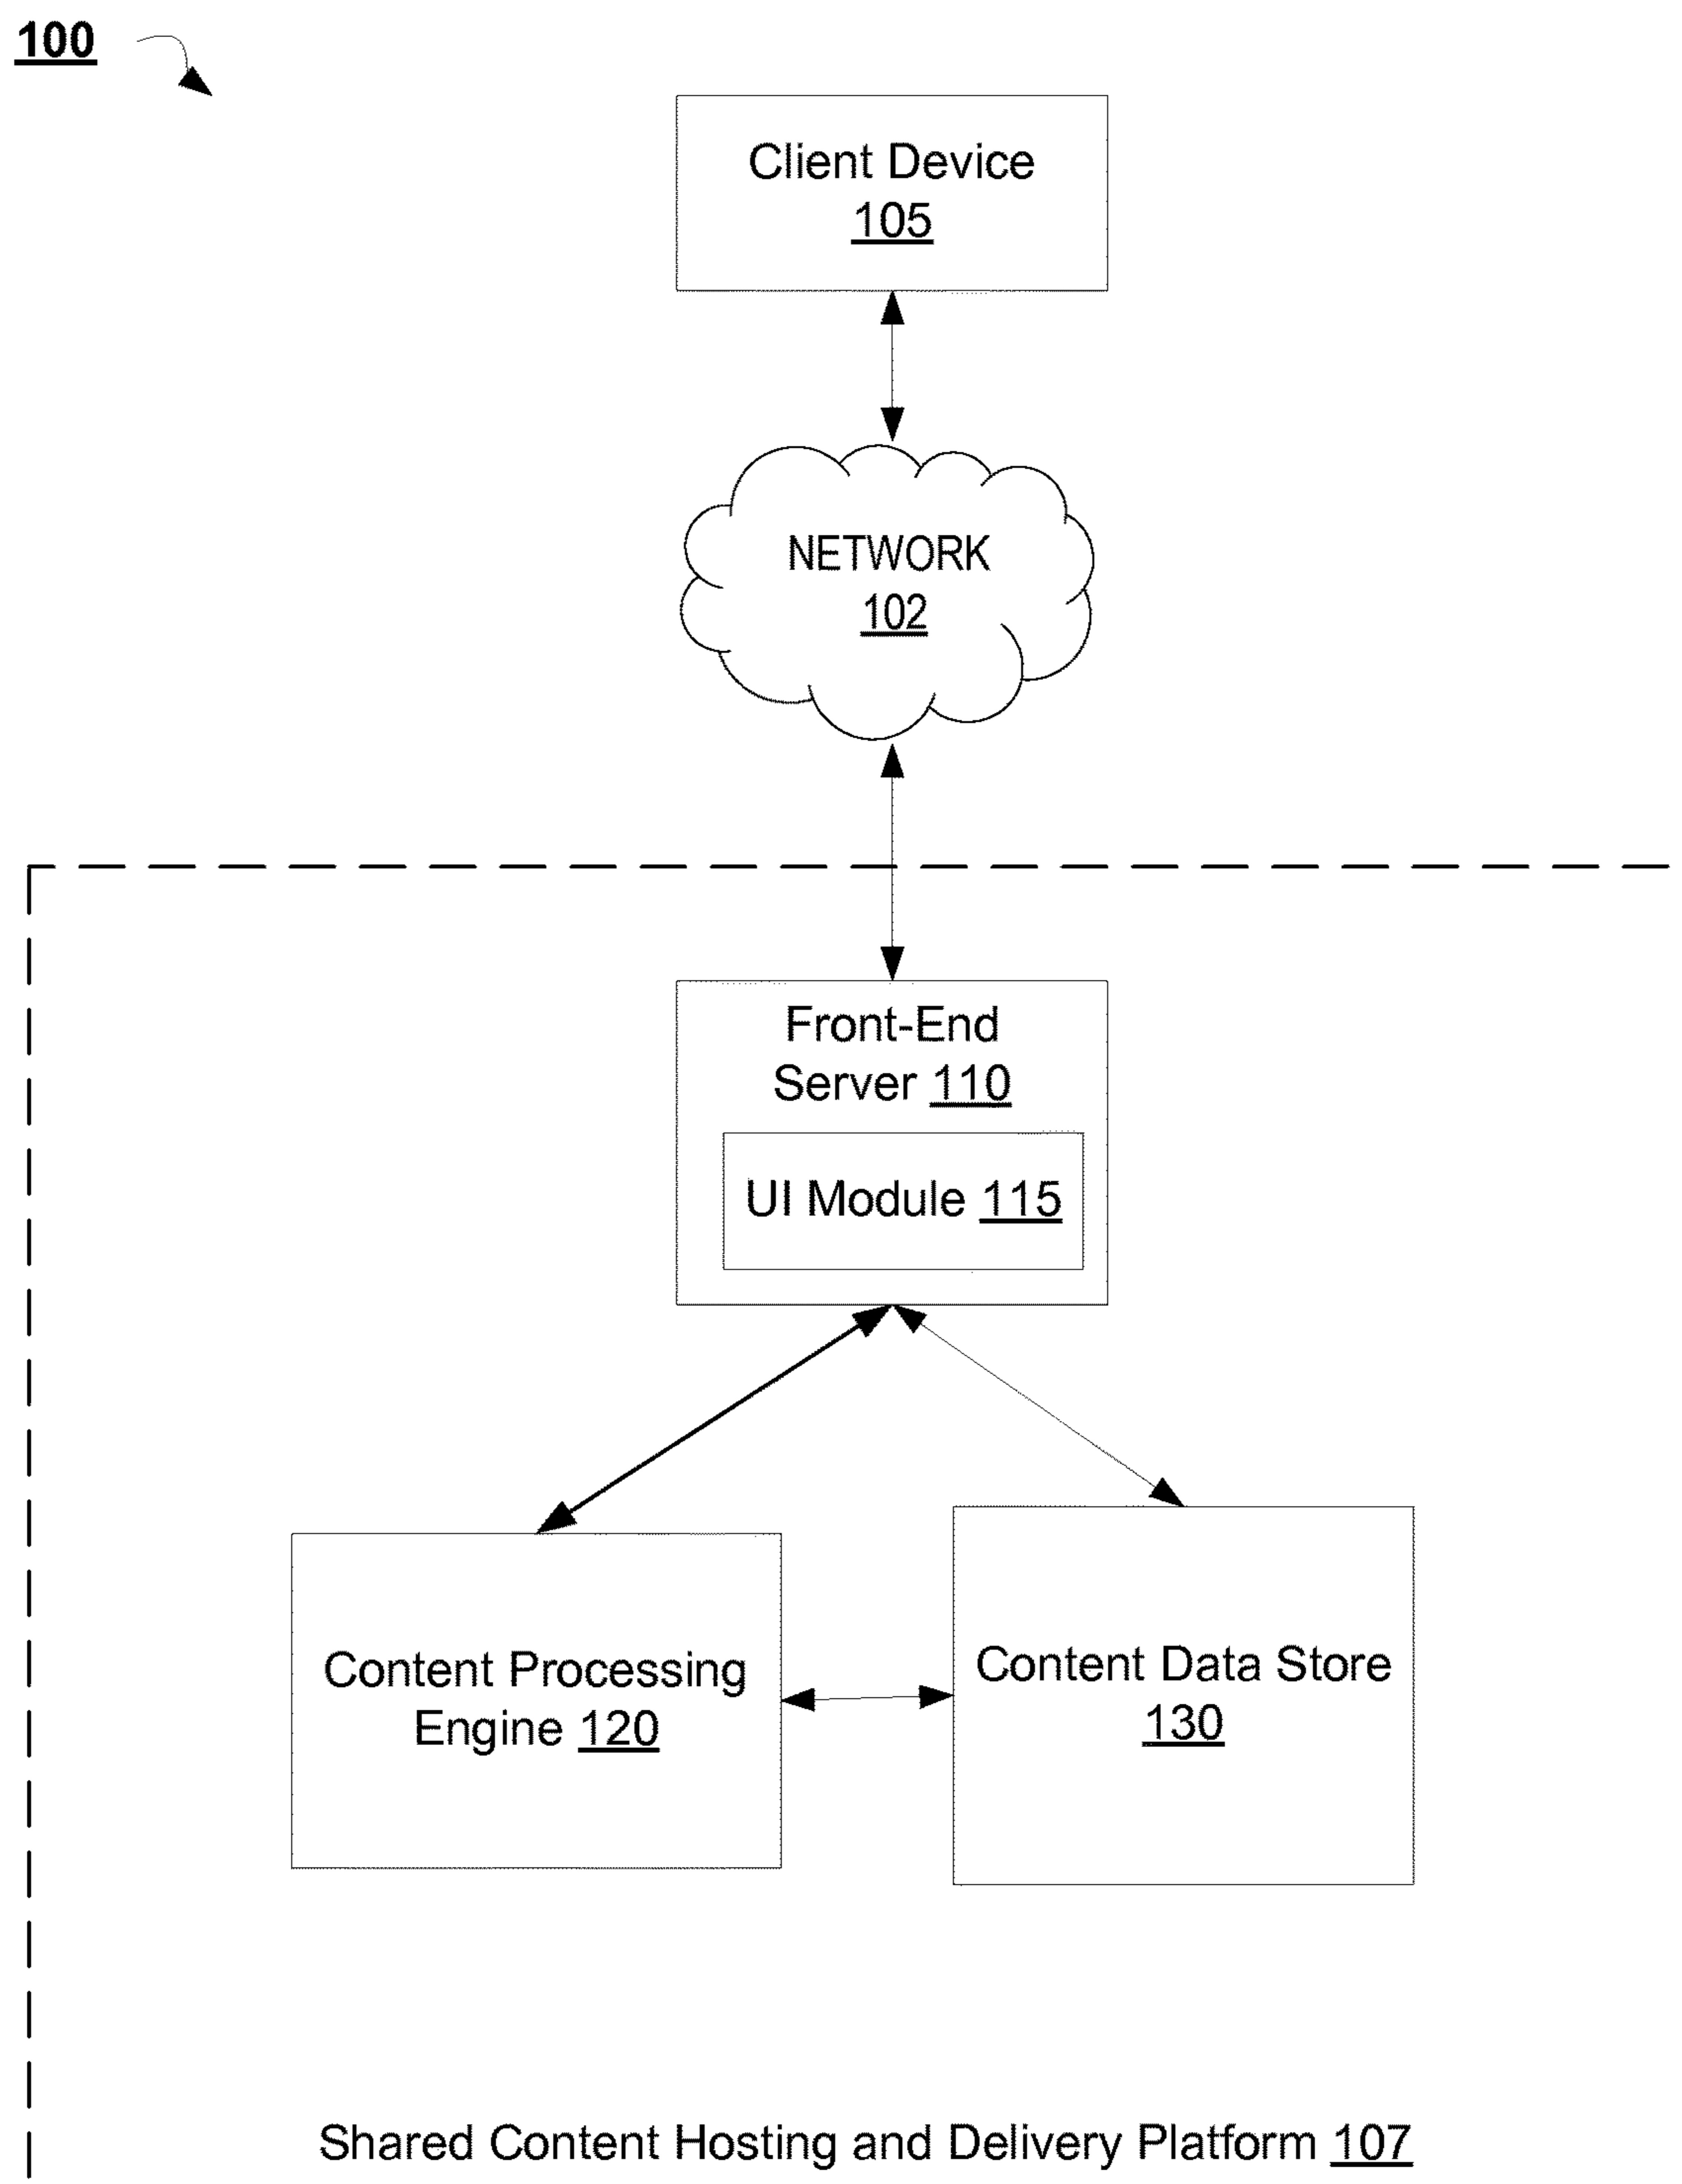 100
Client Device
105
NETWORK
102
Front-End
Server 110
UI Module 115
Content Processing
Engine 120
Content Data Store
130
Shared Content Hosting and Delivery Platform 107